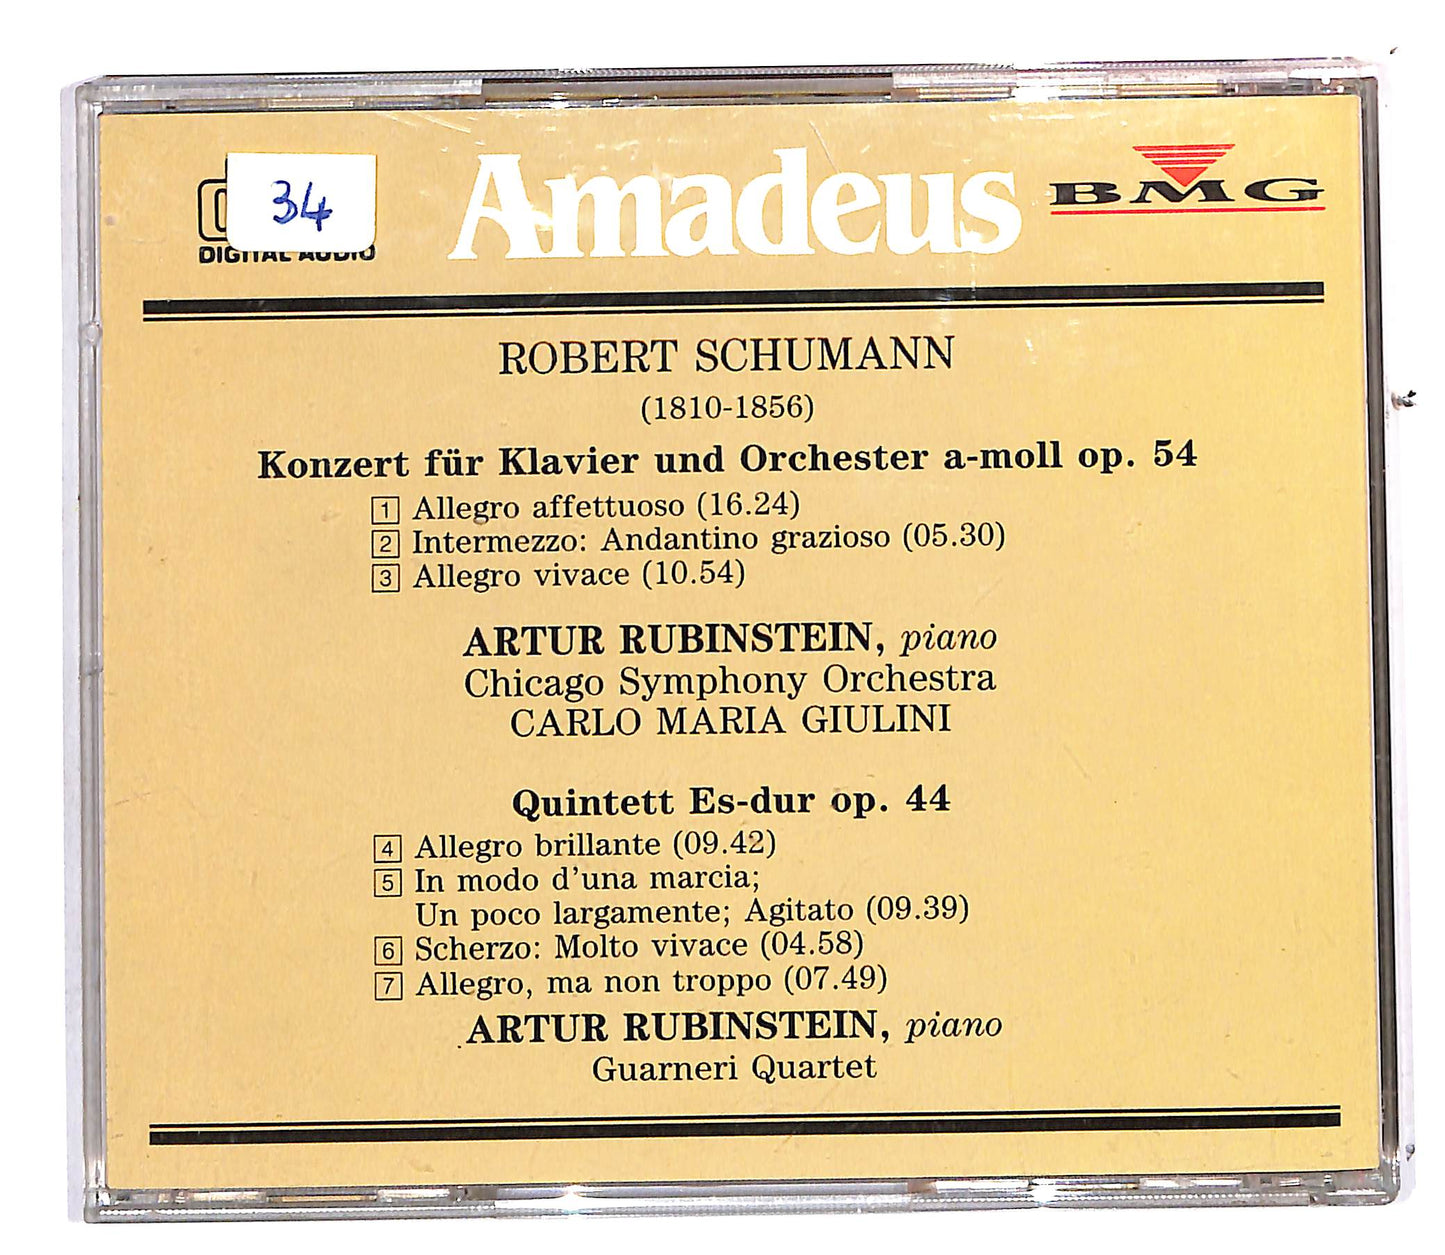 34
DIGITAL AUDIO
Amadeus
BMG
ROBERT SCHUMANN
(1810-1856)
Konzert für Klavier und Orchester a-moll op. 54
1 Allegro affettuoso (16.24)
2 Intermezzo: Andantino grazioso (05.30)
3 Allegro vivace (10.54)
ARTUR RUBINSTEIN, piano
Chicago Symphony Orchestra
CARLO MARIA GIULINI
Quintett Es-dur op. 44
4 Allegro brillante (09.42)
5 In modo d'una marcia;
Un poco largamente; Agitato (09.39)
6 Scherzo: Molto vivace (04.58)
7 Allegro, ma non troppo (07.49)
ARTUR RUBINSTEIN, piano
Guarneri Quartet